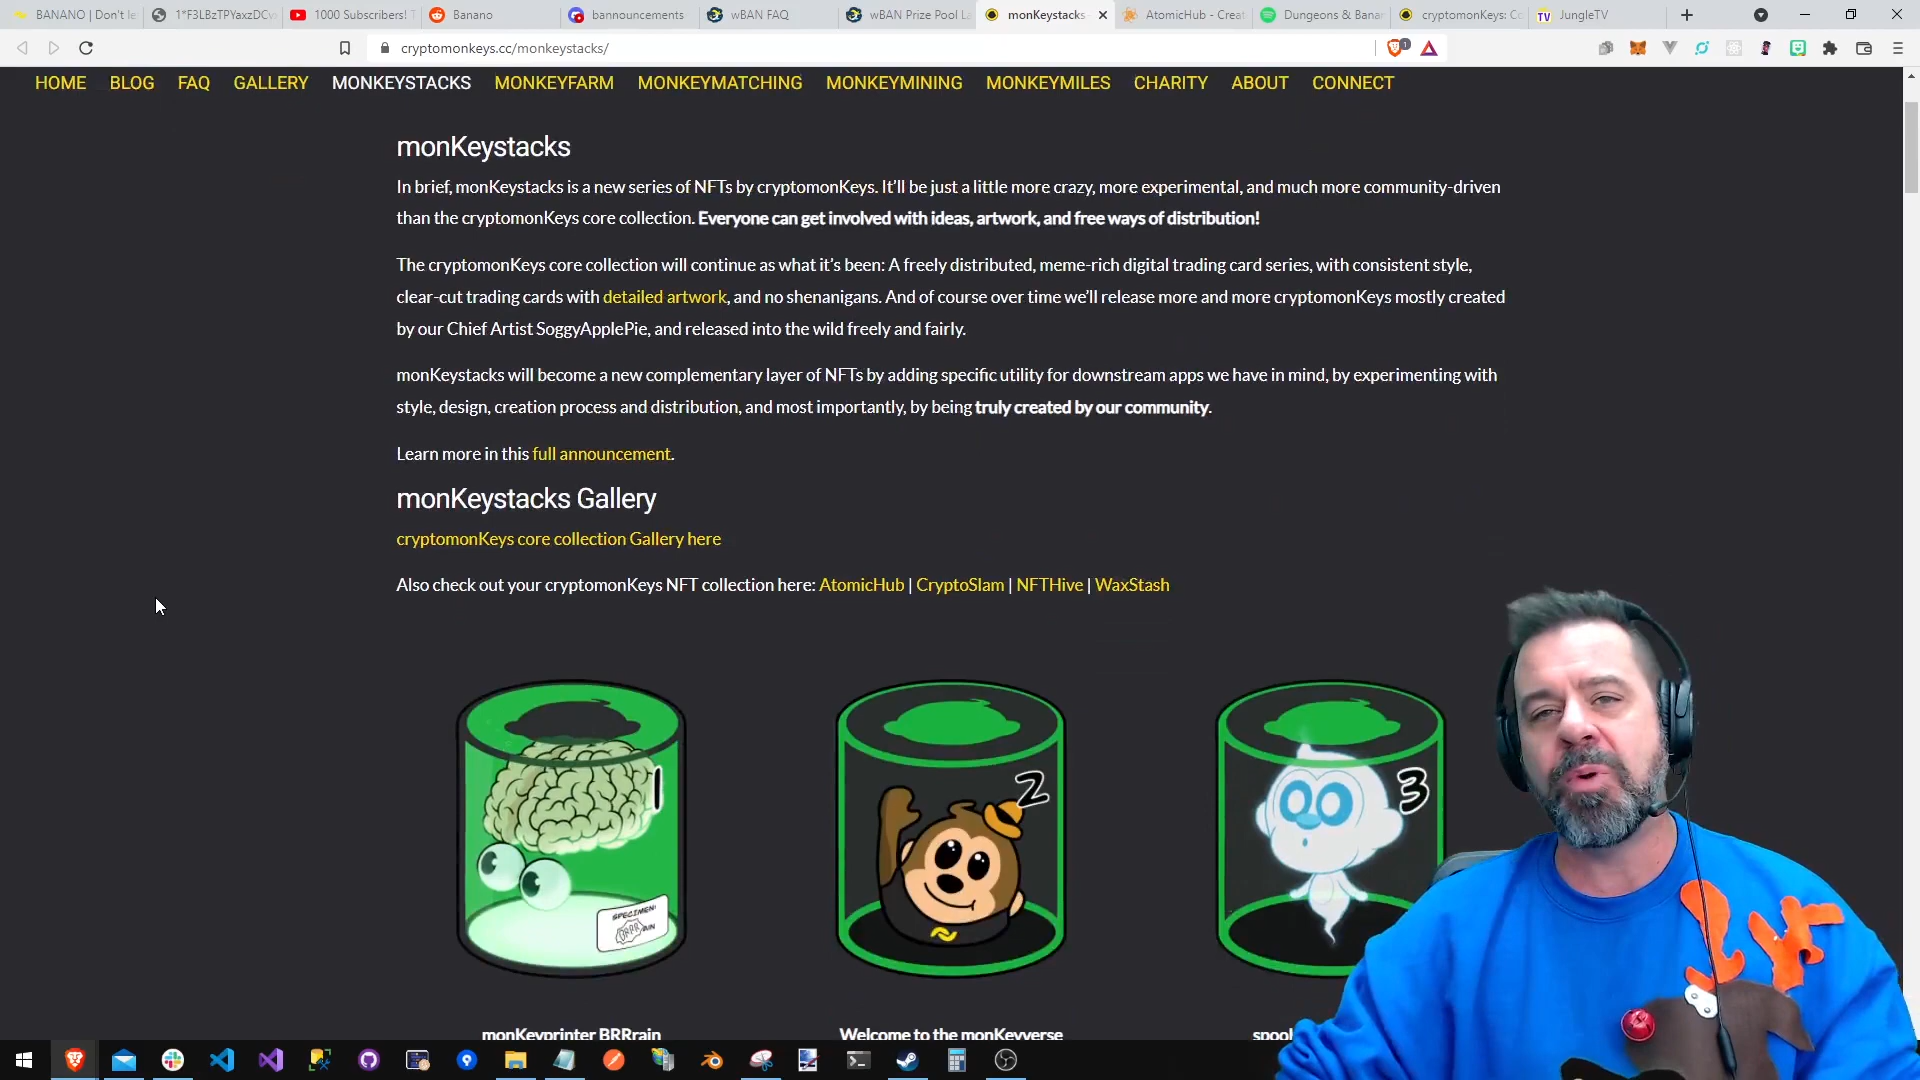 BANANO | Don't le
1*F3LBzTPYaxzDCv
1000 Subscribers! T
Banano
bannouncements
wBAN FAQ
wBAN Prize Pool La
monKeystacks
AtomicHub - Creat
Dungeons & Banan
cryptomonKeys: Co
JungleTV
cryptomonkeys.cc/monkeystacks/
HOME BLOG FAQ GALLERY MONKEYSTACKS MONKEYFARM MONKEYMATCHING MONKEYMINING MONKEYMILES CHARITY ABOUT CONNECT
monKeystacks
In brief, monKeystacks is a new series of NFTs by cryptomonKeys. It'll be just a little more crazy, more experimental, and much more community-driven
than the cryptomonKeys core collection. Everyone can get involved with ideas, artwork, and free ways of distribution!
The cryptomonKeys core collection will continue as what it's been: A freely distributed, meme-rich digital trading card series, with consistent style,
clear-cut trading cards with detailed artwork, and no shenanigans. And of course over time we'll release more and more cryptomonKeys mostly created
by our Chief Artist SoggyApplePie, and released into the wild freely and fairly.
monKeystacks will become a new complementary layer of NFTs by adding specific utility for downstream apps we have in mind, by experimenting with
style, design, creation process and distribution, and most importantly, by being truly created by our community.
Learn more in this full announcement.
monKeystacks Gallery
cryptomonKeys core collection Gallery here
Also check out your cryptomonKeys NFT collection here: AtomicHub | CryptoSlam | NFTHive | WaxStash
1
SPECIMEN:
2
3
monKeyprinter BRRrain
Welcome to the monKeyverse